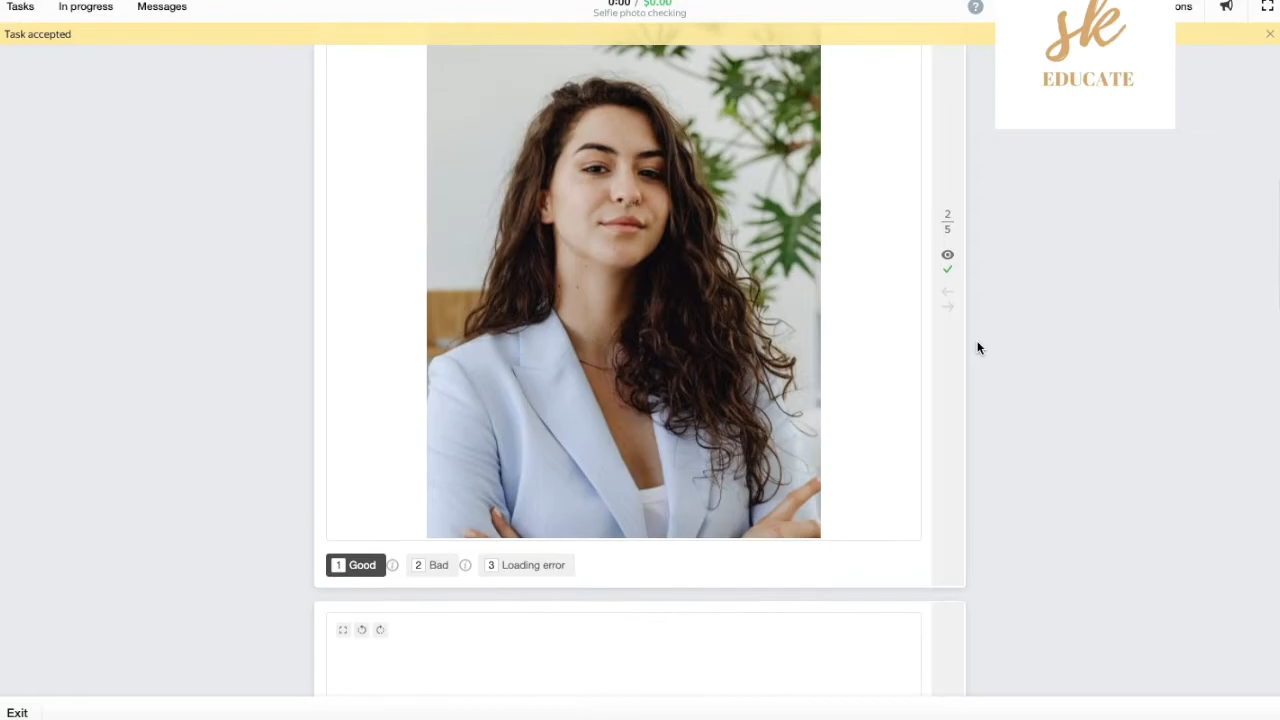 Tasks In progress Messages
0:00 / $0.00
Selfie photo checking
?
ons
Task accepted
sk
EDUCATE
2
5
1 Good
2 Bad
3 Loading error
Exit